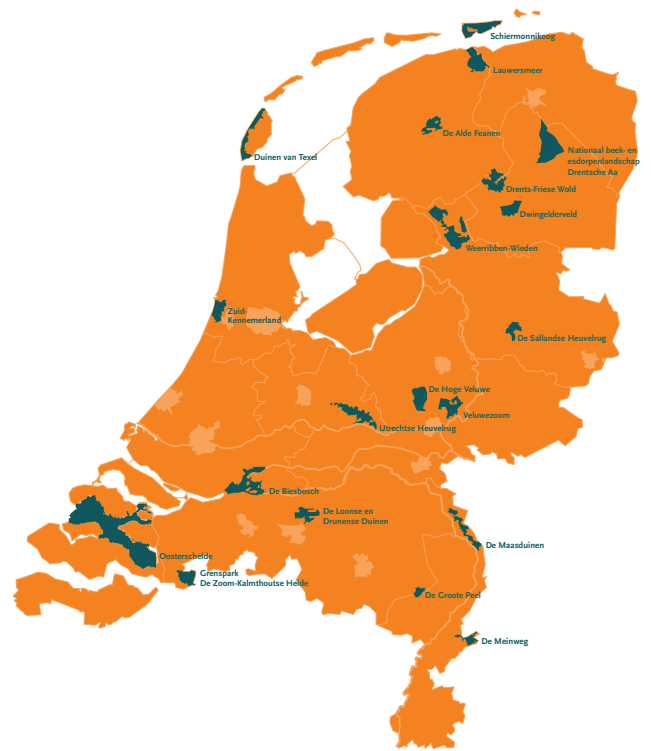 Schiermonnikoog
Lauwersmeer
De Alde Feanen
Nationaal beek- en
esdorpenlandschap
Drentsche Aa
Duinen van Texel
Drents-Friese Wold
Dwingelderveld
Weerribben-Wieden
Zuid-
Kennemerland
De Sallandse Heuvelrug
De Hoge Veluwe
Veluwezoom
Utrechtse Heuvelrug
De Biesbosch
De Loonse en
Drunense Duinen
De Maasduinen
Oosterschelde
Grenspark
De Zoom-Kalmthoutse Heide
De Groote Peel
De Meinweg